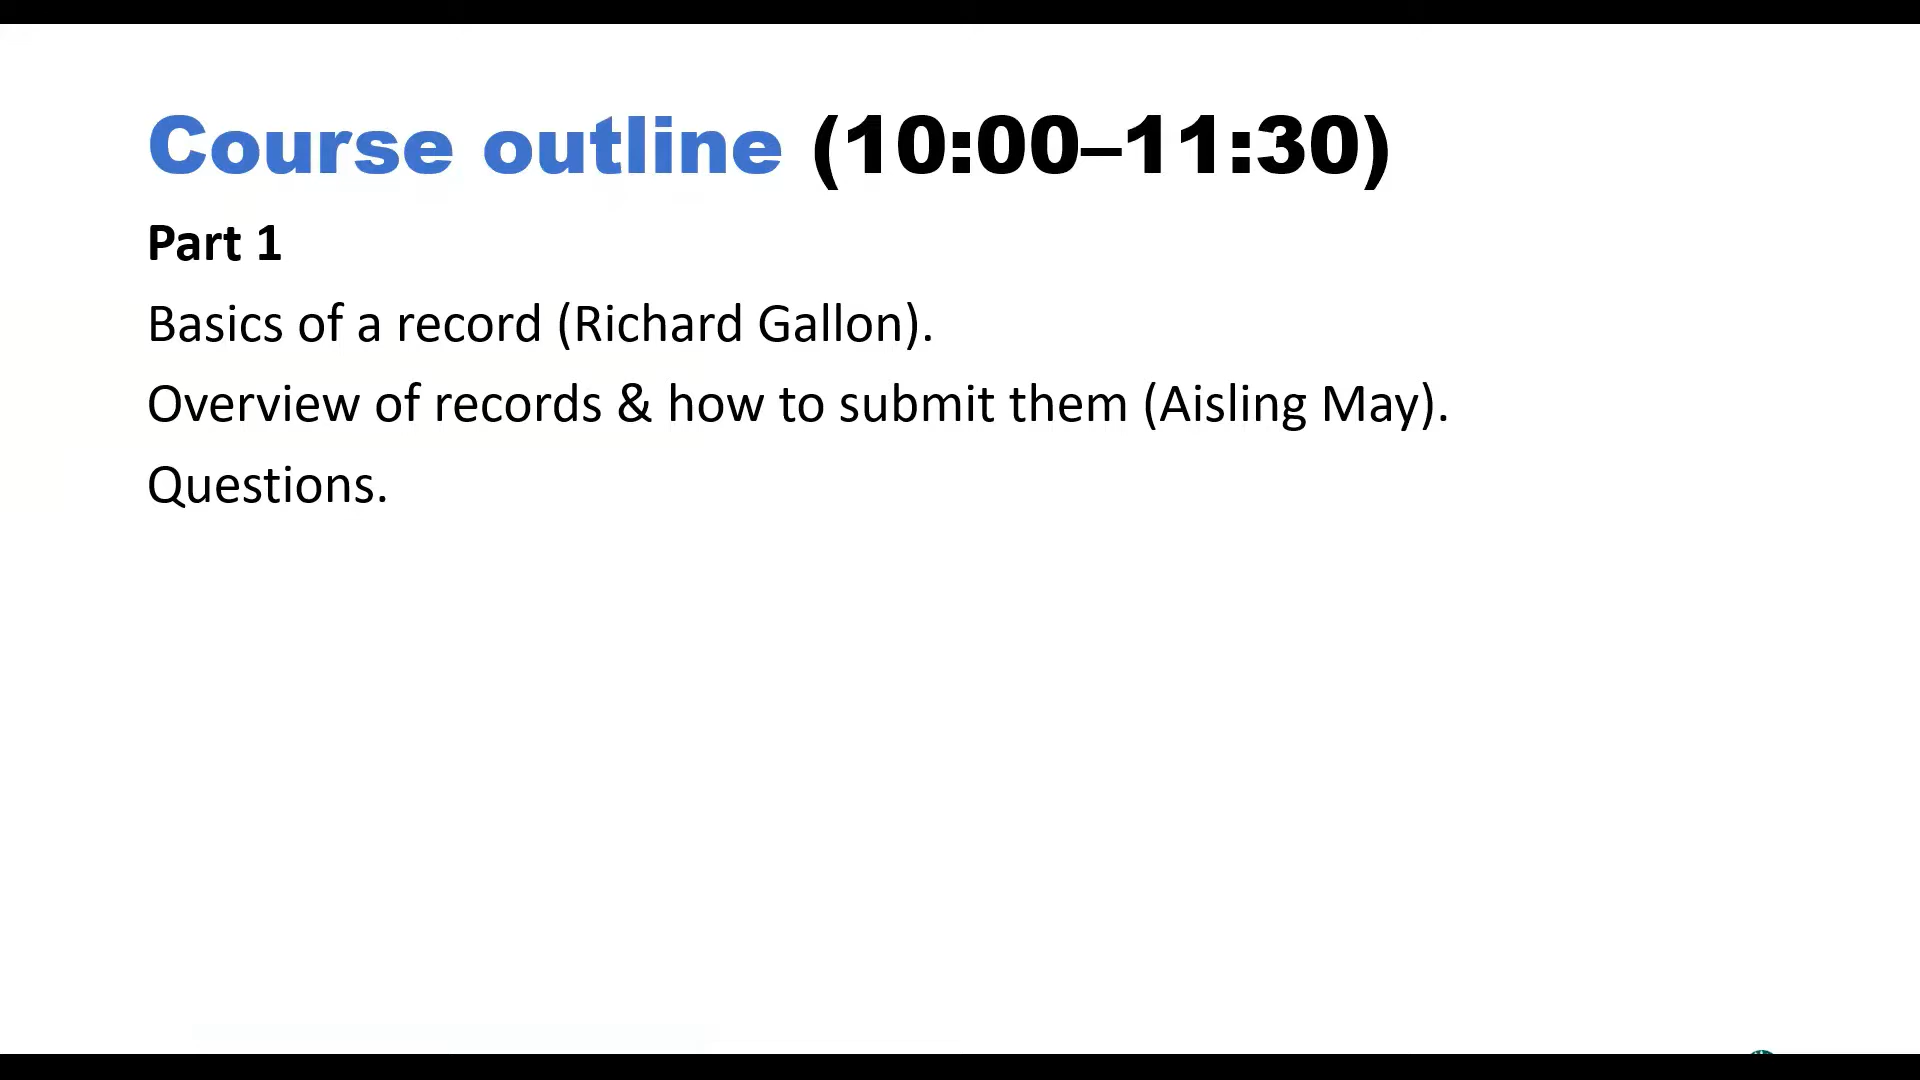 Course outline (10:00–11:30)
Part 1
Basics of a record (Richard Gallon).
Overview of records & how to submit them (Aisling May).
Questions.